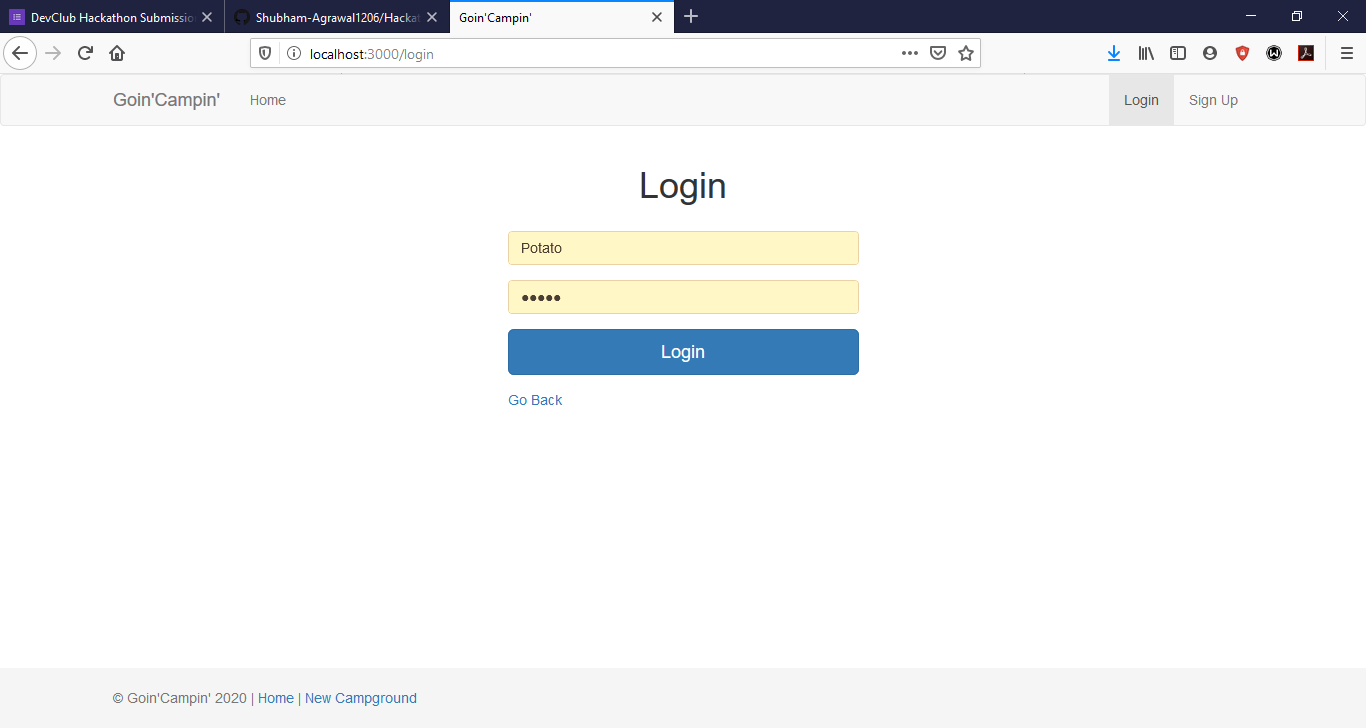 DevClub Hackathon Submissio
Shubham-Agrawal1206/Hacka
Goin'Campin'
localhost:3000/login
Goin'Campin'
Home
Login
Sign Up
Login
Potato
●●●●●
Login
Go Back
© Goin'Campin' 2020 | Home | New Campground